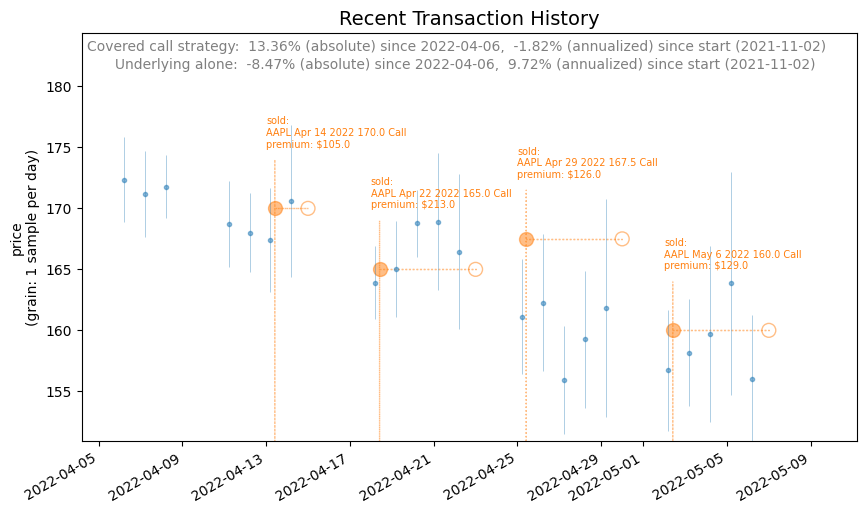 Recent Transaction History
Covered call strategy:  13.36% (absolute) since 2022-04-06,  -1.82% (annualized) since start (2021-11-02)
Underlying alone:  -8.47% (absolute) since 2022-04-06,  9.72% (annualized) since start (2021-11-02)
price
(grain: 1 sample per day)
180
175
170
165
160
155
sold:
AAPL Apr 14 2022 170.0 Call
premium: $105.0
sold:
AAPL Apr 22 2022 165.0 Call
premium: $213.0
sold:
AAPL Apr 29 2022 167.5 Call
premium: $126.0
sold:
AAPL May 6 2022 160.0 Call
premium: $129.0
2022-04-05
2022-04-09
2022-04-13
2022-04-17
2022-04-21
2022-04-25
2022-04-29
2022-05-01
2022-05-05
2022-05-09